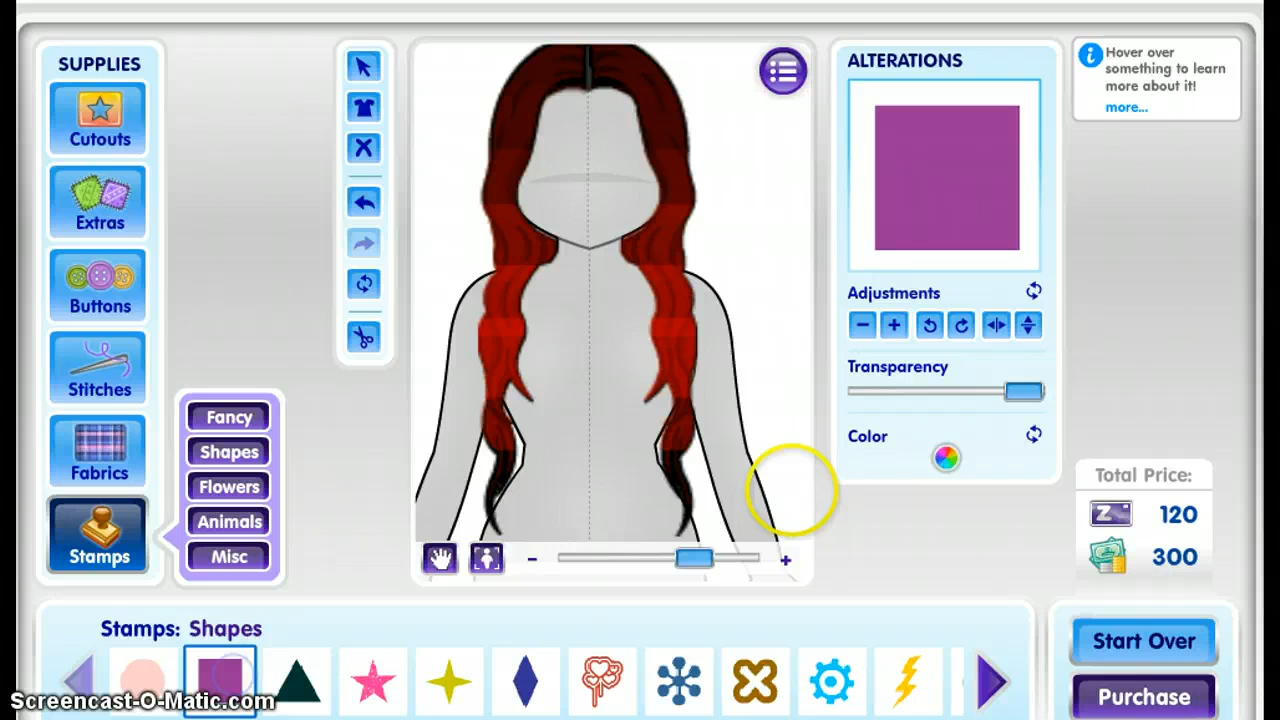 SUPPLIES
Cutouts
Extras
Buttons
Stitches
Fabrics
Stamps
Fancy
Shapes
Flowers
Animals
Misc
ALTERATIONS
Adjustments
Transparency
Color
i Hover over
something to learn
more about it!
more...
Total Price:
Z 120
300
Stamps: Shapes
Start Over
Purchase
Screencast-O-Matic.com